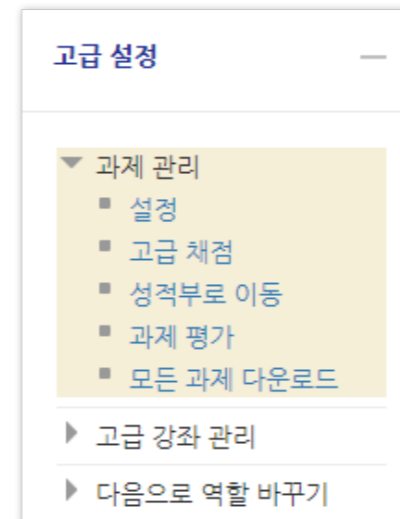 고급 설정
과제 관리
설정
고급 채점
성적부로 이동
과제 평가
모든 과제 다운로드
고급 강좌 관리
다음으로 역할 바꾸기